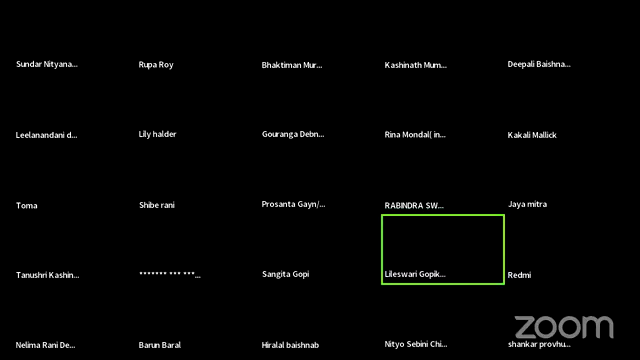 Sundar Nityana...
Rupa Roy
Bhaktiman Mur...
Kashinath Mum...
Deepali Baishna...
Leelanandani d...
Lily halder
Gouranga Debn...
Rina Mondal( in...
Kakali Mallick
Toma
Shibe rani
Prosanta Gayn/...
RABINDRA SW...
Jaya mitra
Tanushri Kashin...
******* *** ***...
Sangita Gopi
Lileswari Gopik...
Redmi
Nelima Rani De...
Barun Baral
Hiralal baishnab
Nityo Sebini Chi...
shankar provhu...
zoom